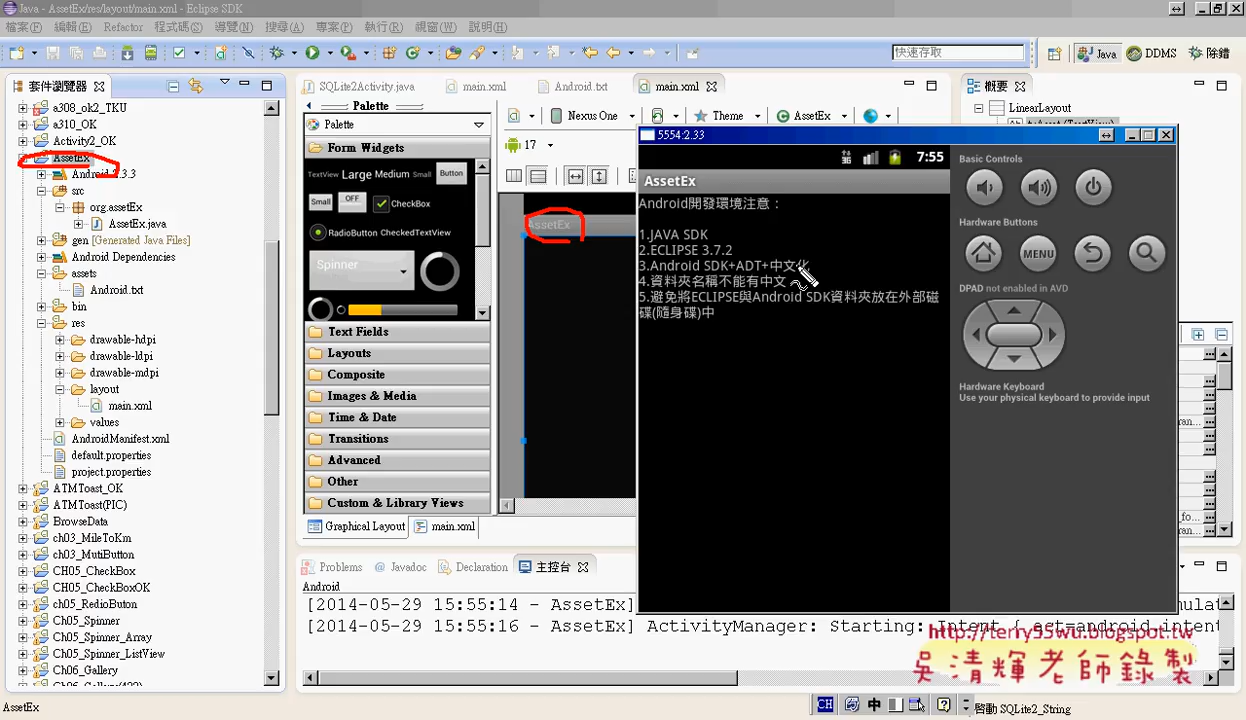 Java - AssetEx/res/layout/main.xml - Eclipse SDK
檔案(F) 編輯(E) Refactor 程式碼(S) 導覽(N) 搜尋(A) 專案(P) 執行(R) 視窗(W) 說明(H)
快速存取
Java
DDMS
除錯
套件瀏覽器
a308_ok2_TKU
a310_OK
Activity2_OK
AssetEx
Android 2.3.3
src
org.assetEx
AssetEx.java
gen [Generated Java Files]
Android Dependencies
assets
Android.txt
bin
res
drawable-hdpi
drawable-ldpi
drawable-mdpi
layout
main.xml
values
AndroidManifest.xml
default.properties
project.properties
ATMToast_OK
ATMToast(PIC)
BrowseData
ch03_MileToKm
ch03_MutiButton
CH05_CheckBox
CH05_CheckBoxOK
ch05_RedioButon
Ch05_Spinner
Ch05_Spinner_Array
Ch05_Spinner_ListView
Ch06_Gallery
SQLite2Activity.java
main.xml
Android.txt
main.xml
Palette
Palette
Form Widgets
TextView Large Medium Small Button
Small OFF CheckBox
RadioButton CheckedTextView
Spinner
Text Fields
Layouts
Composite
Images & Media
Time & Date
Transitions
Advanced
Other
Custom & Library Views
Graphical Layout
main.xml
Nexus One
Theme
AssetEx
17
AssetEx
概要
LinearLayout
5554:2.33
7:55
AssetEx
Android開發環境注意：
1.JAVA SDK
2.ECLIPSE 3.7.2
3.Android SDK+ADT+中文化
4.資料夾名稱不能有中文
5.避免將ECLIPSE與Android SDK資料夾放在外部磁
碟(隨身碟)中
Basic Controls
Hardware Buttons
MENU
DPAD not enabled in AVD
Hardware Keyboard
Use your physical keyboard to provide input
Problems
Javadoc
Declaration
主控台
Android
[2014-05-29 15:55:14 - AssetEx]
[2014-05-29 15:55:16 - AssetEx] ActivityManager: Starting: Intent { act=android.intent
http://terry55wu.blogspot.tw
吳清輝老師錄製
AssetEx
CH
中
啟動 SQLite2_String